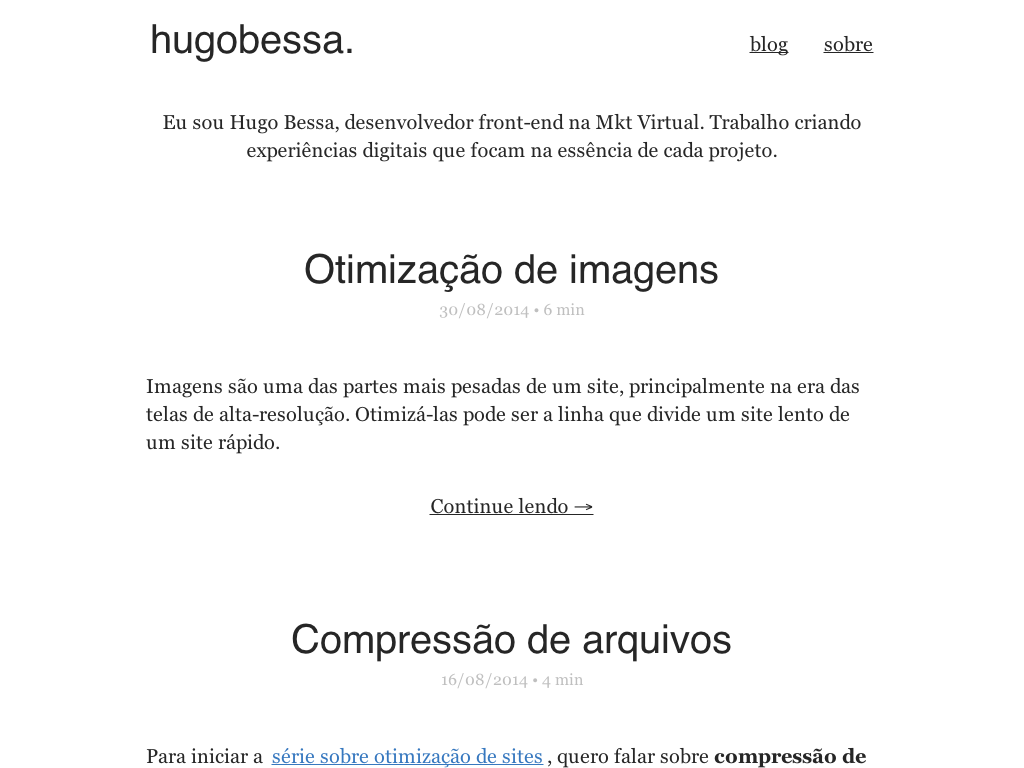 hugobessa.
blog sobre
Eu sou Hugo Bessa, desenvolvedor front-end na Mkt Virtual. Trabalho criando
experiências digitais que focam na essência de cada projeto.
Otimização de imagens
30/08/2014 • 6 min
Imagens são uma das partes mais pesadas de um site, principalmente na era das
telas de alta-resolução. Otimizá-las pode ser a linha que divide um site lento de
um site rápido.
Continue lendo →
Compressão de arquivos
16/08/2014 • 4 min
Para iniciar a série sobre otimização de sites, quero falar sobre compressão de